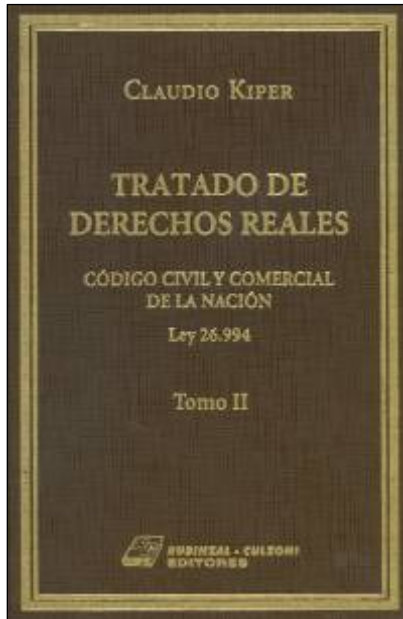 CLAUDIO KIPER
TRATADO DE
DERECHOS REALES
CÓDIGO CIVIL Y COMERCIAL
DE LA NACIÓN
Ley 26.994
Tomo II
RUBINZAL - CULZONI
EDITORES